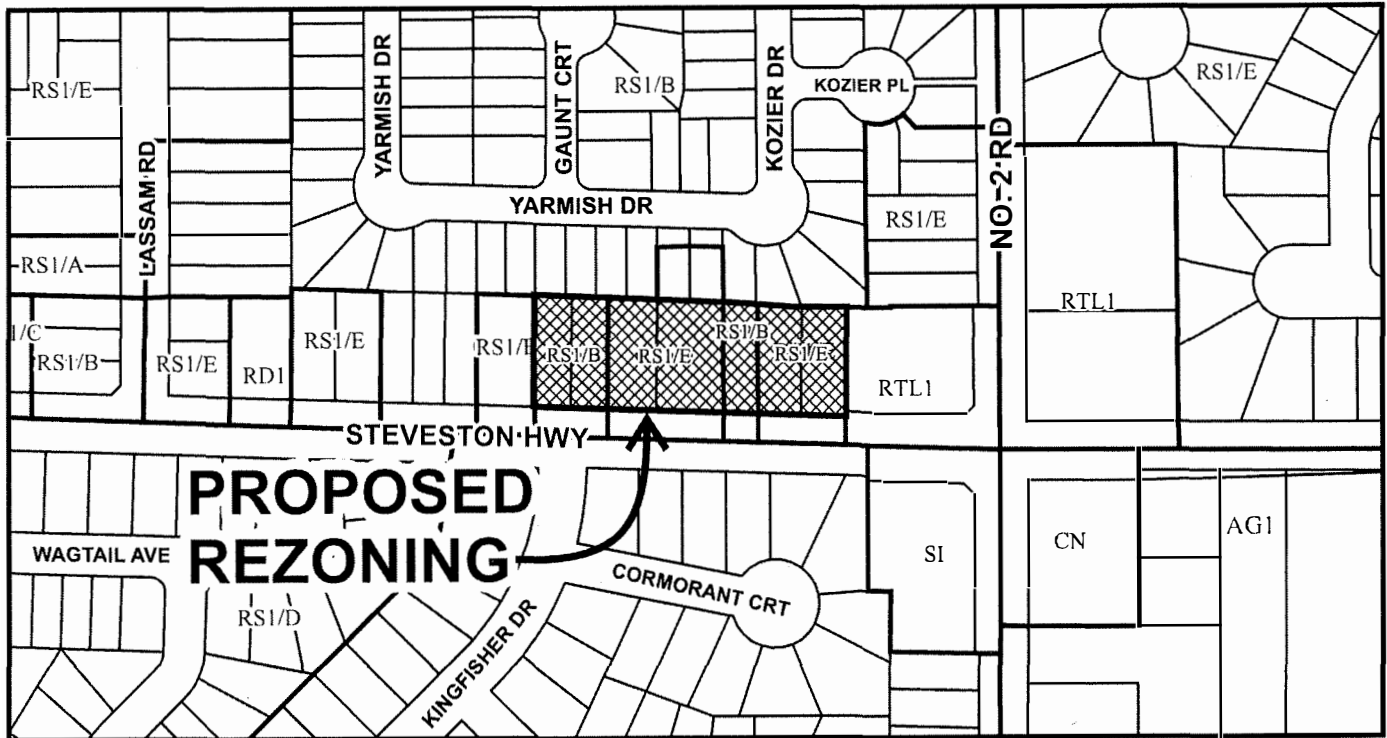 YARMISH DR
GAUNT CRT
RS1/B
KOZIER DR
KOZIER PL
RS1/E
RS1/E
LASSAM RD
NO. 2 RD
YARMISH DR
RS1/E
RS1/A
RTL1
1/C
RS1/B
RS1/E
RD1
RS1/E
RS1/E
RS1/B
RS1/E
RS1/B
RS1/E
RTL1
STEVESTON HWY
PROPOSED
REZONING
WAGTAIL AVE
RS1/D
KINGFISHER DR
CORMORANT CRT
SI
CN
AG1